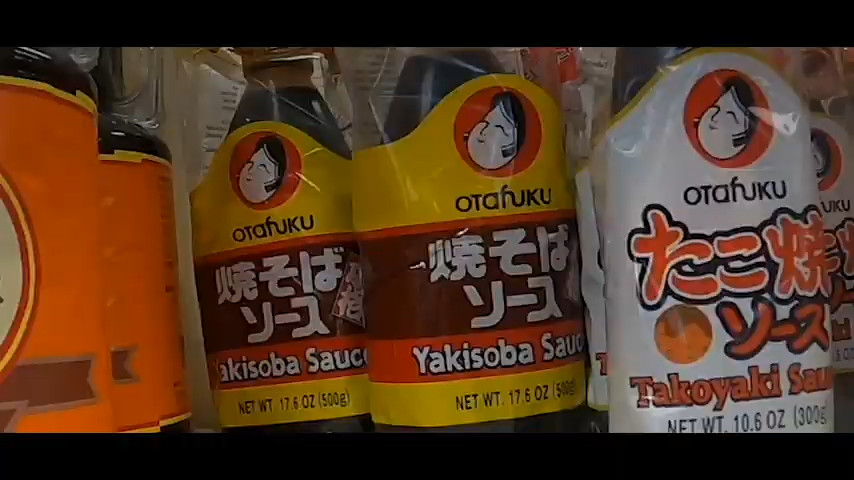 OTafUKU
焼そば
ソース
Yakisoba Sauce
NET WT. 17.6 OZ (500g)
OTafUKU
焼そば
ソース
Yakisoba Sauc
NET WT. 17.6 OZ (500g)
OTafUKU
たこ焼
ソース
Takoyaki Sau
NET WT. 10.6 OZ (300g)
UKU